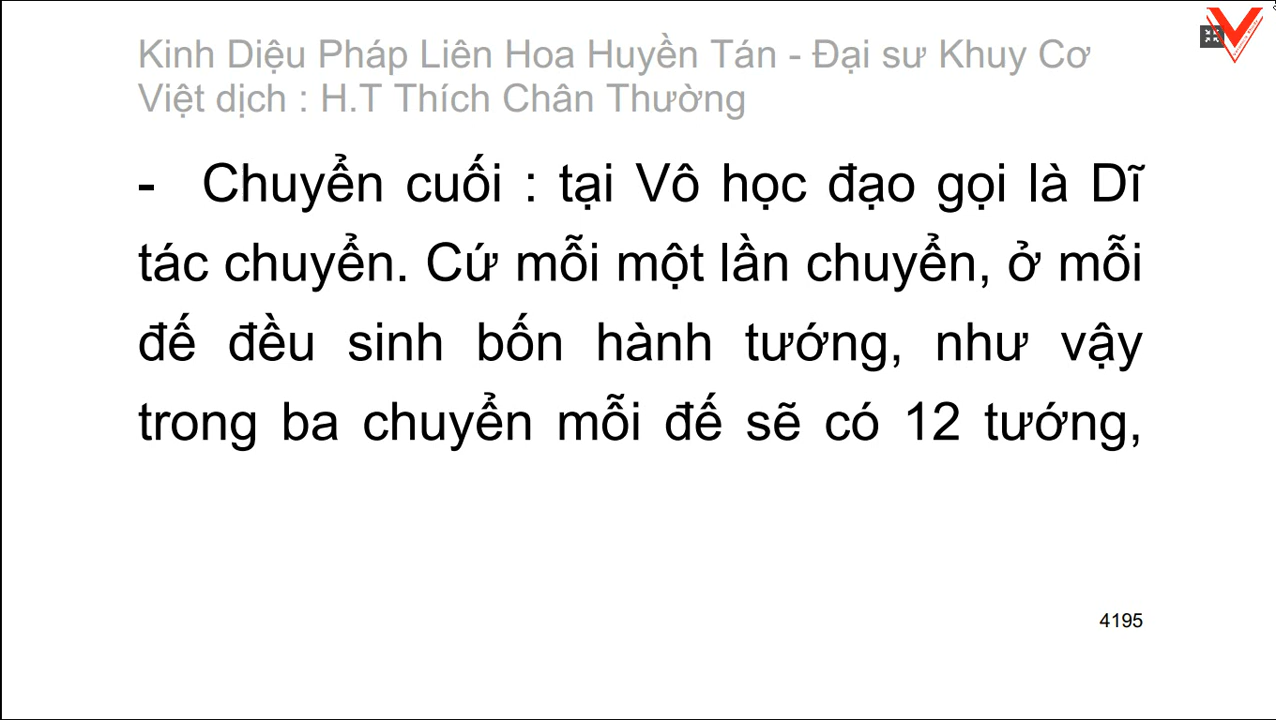 Kinh Diệu Pháp Liên Hoa Huyền Tán - Đại sư Khuy Cơ
Việt dịch : H.T Thích Chân Thường
- Chuyển cuối : tại Vô học đạo gọi là Dĩ
tác chuyển. Cứ mỗi một lần chuyển, ở mỗi
đế đều sinh bốn hành tướng, như vậy
trong ba chuyển mỗi đế sẽ có 12 tướng,
4195